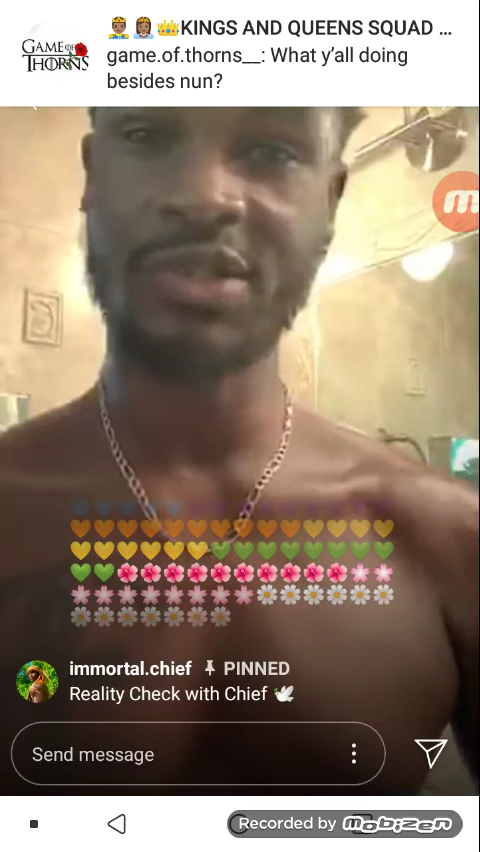 🤴🏽👸🏽👑KINGS AND QUEENS SQUAD ...
GAME OF THORNS
game.of.thorns__: What y’all doing
besides nun?
immortal.chief PINNED
Reality Check with Chief 🕊
Send message
Recorded by mobizen